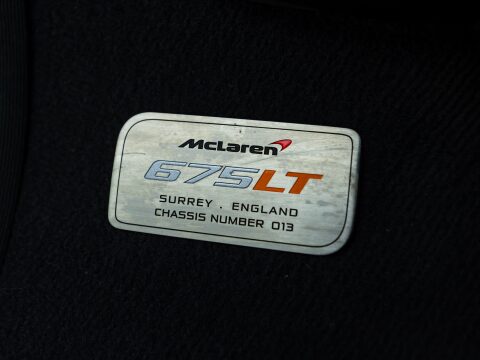 McLaren
675LT
SURREY . ENGLAND
CHASSIS NUMBER 013